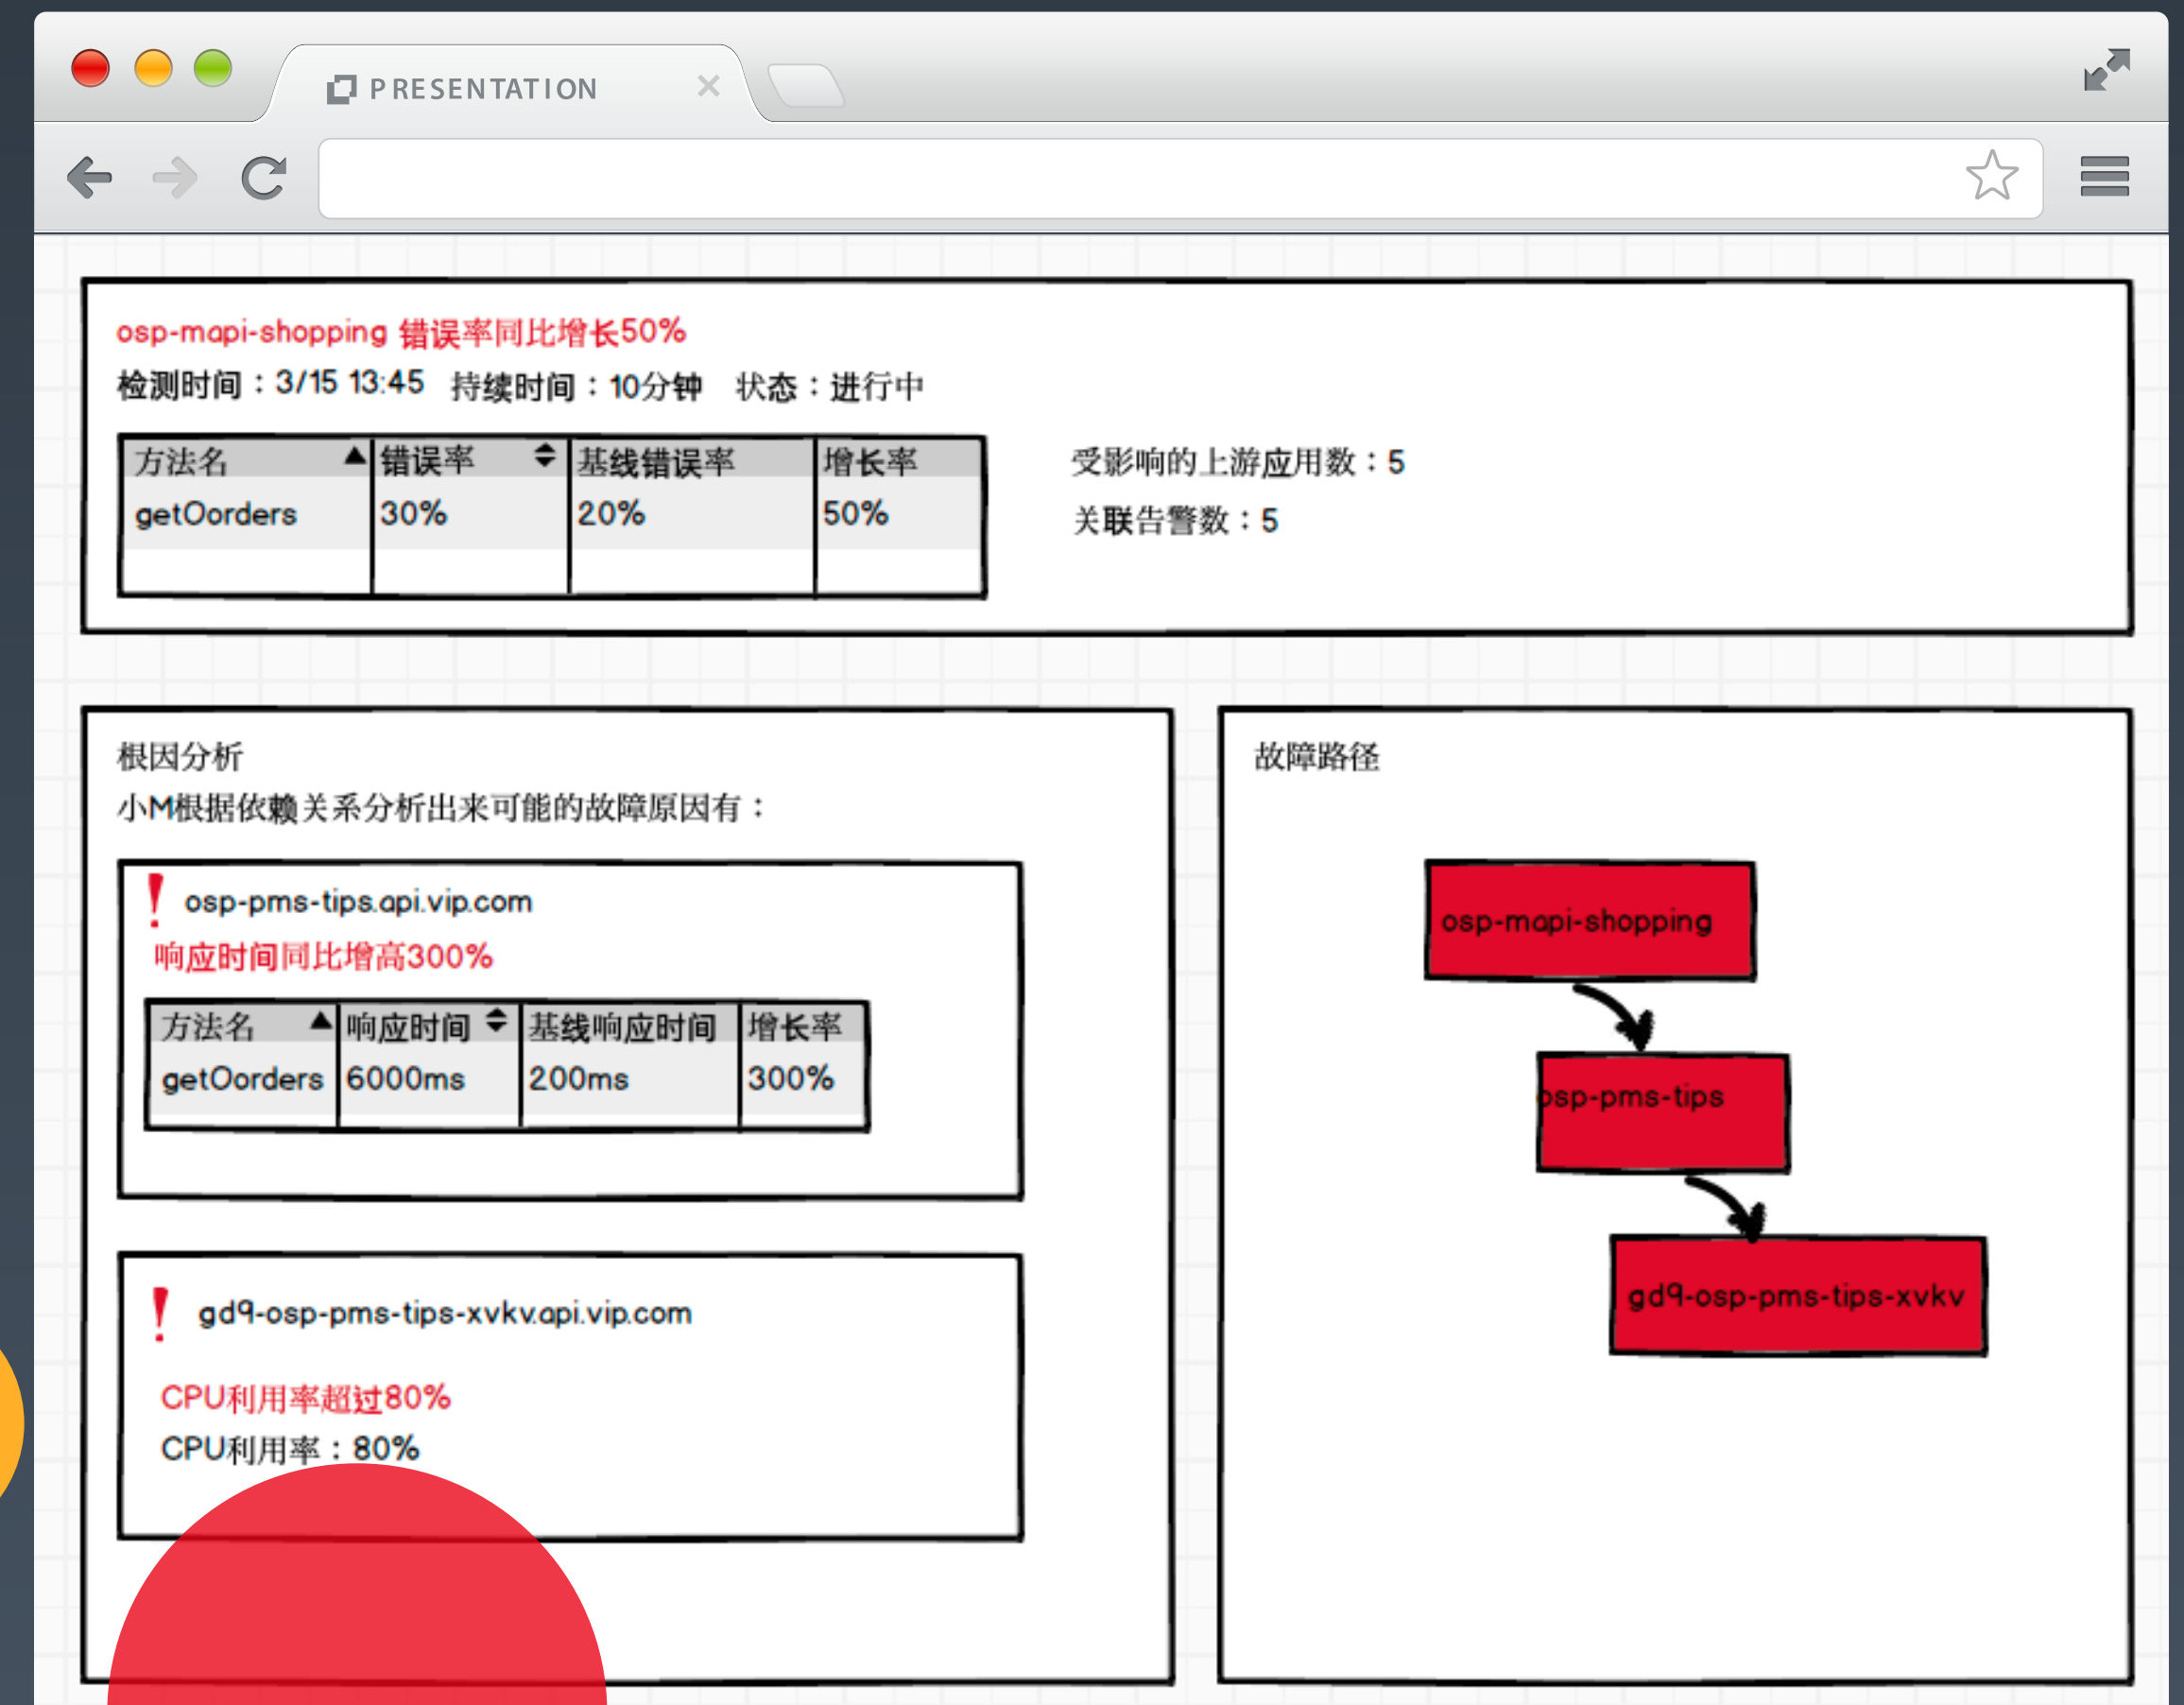 PRESENTATION
osp-mapi-shopping 错误率同比增长50%
检测时间：3/15 13:45 持续时间：10分钟 状态：进行中
方法名 错误率 基线错误率 增长率
getOorders 30% 20% 50%
受影响的上游应用数：5
关联告警数：5
根因分析
小M根据依赖关系分析出来可能的故障原因有：
osp-pms-tips.api.vip.com
响应时间同比增高300%
方法名 响应时间 基线响应时间 增长率
getOorders 6000ms 200ms 300%
gd9-osp-pms-tips-xvkv.api.vip.com
CPU利用率超过80%
CPU利用率：80%
故障路径
osp-mapi-shopping
osp-pms-tips
gd9-osp-pms-tips-xvkv